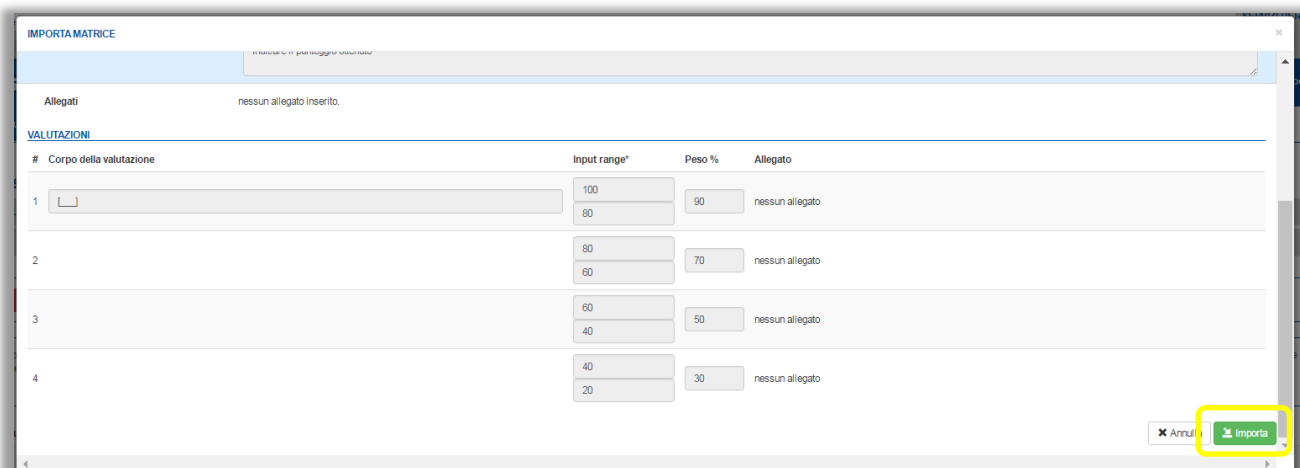 IMPORTA MATRICE ×
Allegati nessun allegato inserito.
VALUTAZIONI
# Corpo della valutazione Input range* Peso % Allegato
1 [__] 100 90 nessun allegato
80
2 80 70 nessun allegato
60
3 60 50 nessun allegato
40
4 40 30 nessun allegato
20
Annulla Importa